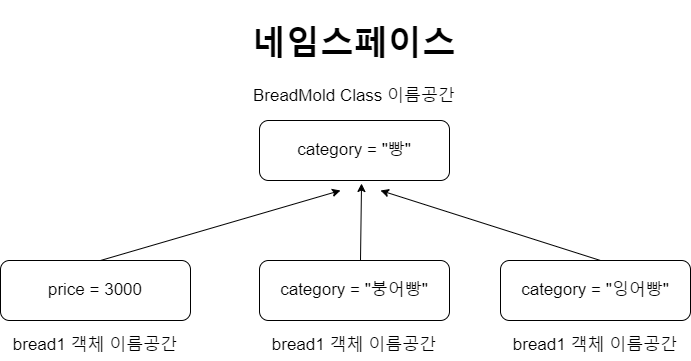 네임스페이스
BreadMold Class 이름공간
category = "빵"
price = 3000
category = "붕어빵"
category = "잉어빵"
bread1 객체 이름공간
bread1 객체 이름공간
bread1 객체 이름공간